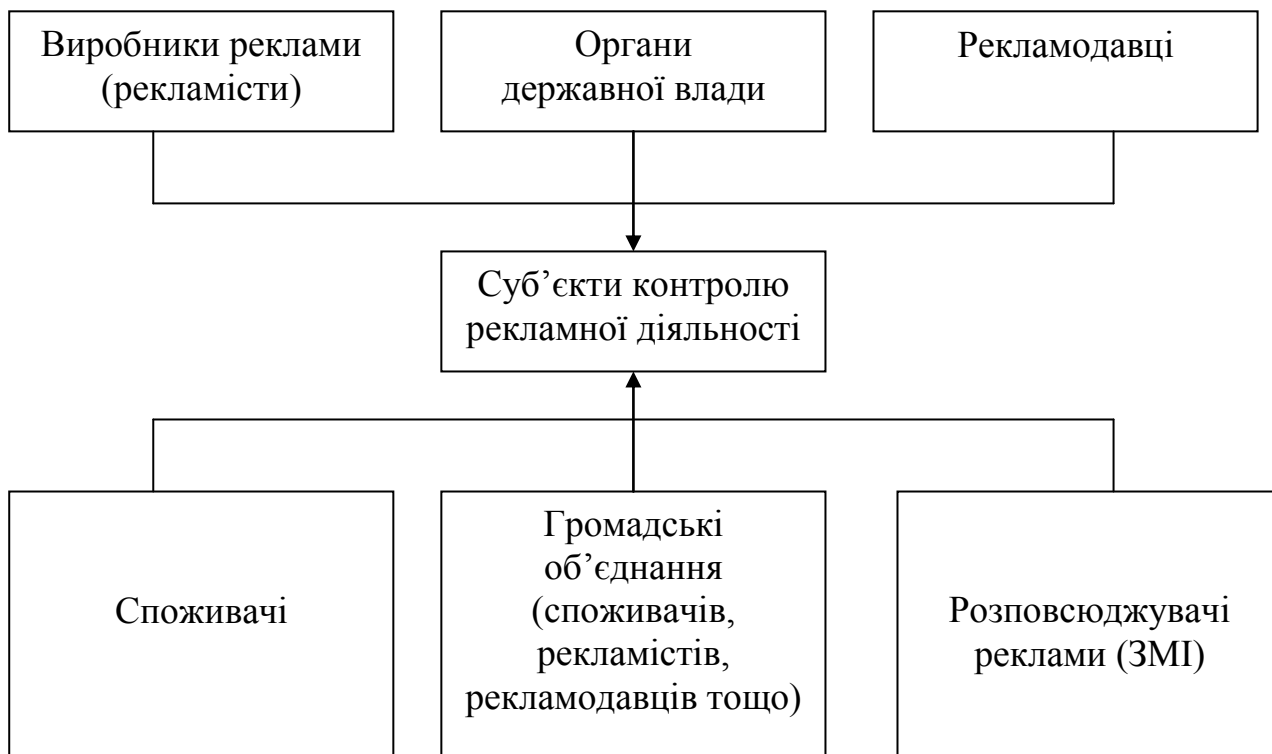 Виробники реклами
(рекламісти)
Органи
державної влади
Рекламодавці
Суб’єкти контролю
рекламної діяльності
Споживачі
Громадські
об’єднання
(споживачів,
рекламістів,
рекламодавців тощо)
Розповсюджувачі
реклами (ЗМІ)